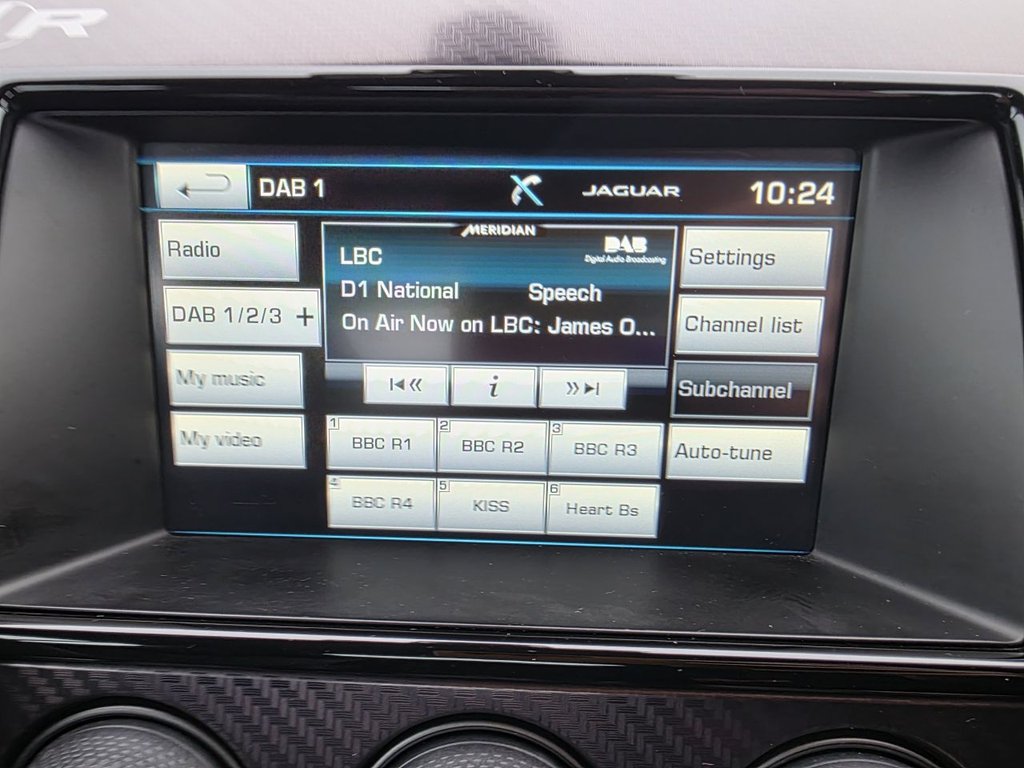 R
DAB 1
JAGUAR
10:24
Radio
DAB 1/2/3 +
My music
My video
MERIDIAN
LBC
DAB
Digital Audio Broadcasting
D1 National Speech
On Air Now on LBC: James O...
i
1 BBC R1
2 BBC R2
3 BBC R3
4 BBC R4
5 KISS
6 Heart Bs
Settings
Channel list
Subchannel
Auto-tune